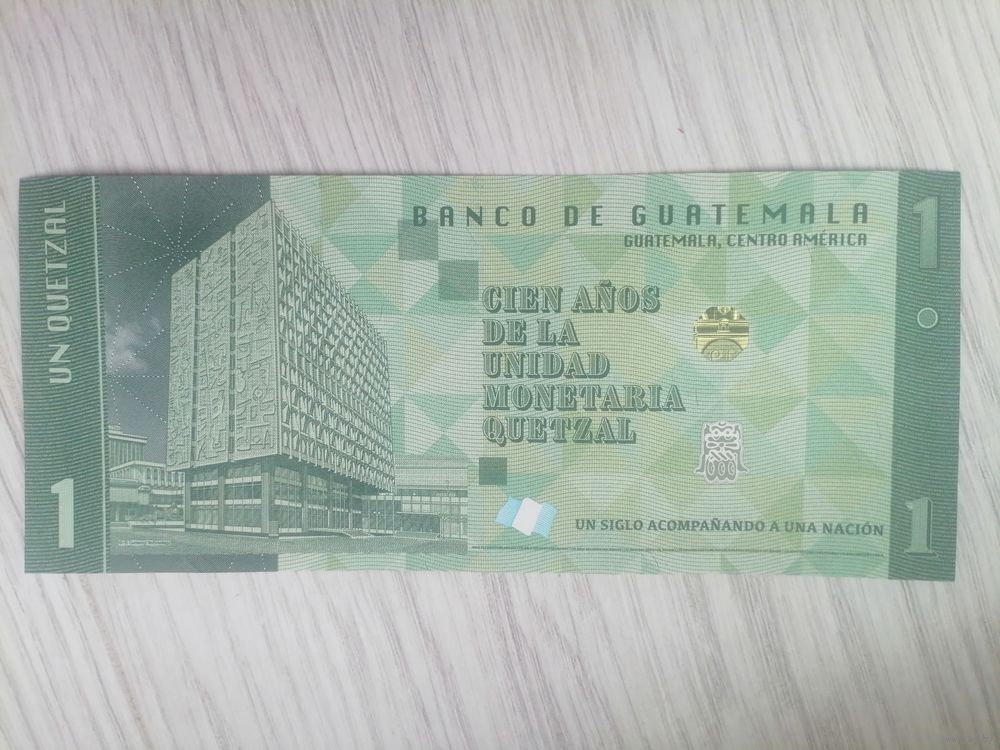 UN QUETZAL
1
BANCO DE GUATEMALA
GUATEMALA, CENTRO AMÉRICA
1
CIEN AÑOS
DE LA
UNIDAD
MONETARIA
QUETZAL
UN SIGLO ACOMPAÑANDO A UNA NACIÓN
1